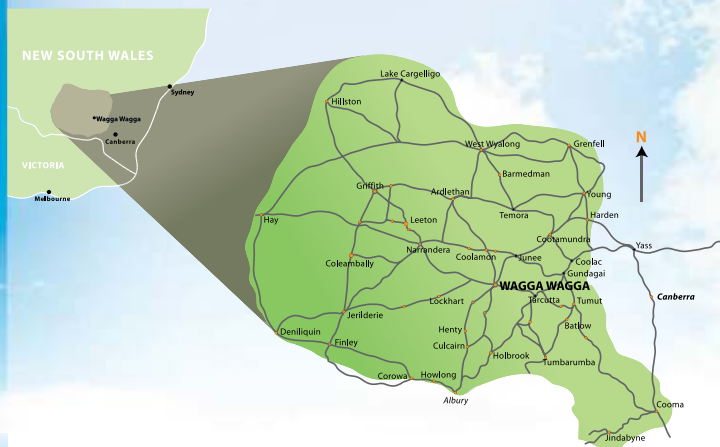 NEW SOUTH WALES
Sydney
Wagga Wagga
Canberra
VICTORIA
Melbourne
N
Lake Cargelligo
Hillston
West Wyalong
Grenfell
Barmedman
Griffith
Ardlethan
Young
Temora
Harden
Hay
Leeton
Cootamundra
Narrandera
Coolamon
Junee
Yass
Coleambally
Coolac
Gundagai
WAGGA WAGGA
Tarcutta
Tumut
Canberra
Lockhart
Jerilderie
Batlow
Deniliquin
Henty
Finley
Culcairn
Holbrook
Tumbarumba
Corowa
Howlong
Albury
Cooma
Jindabyne